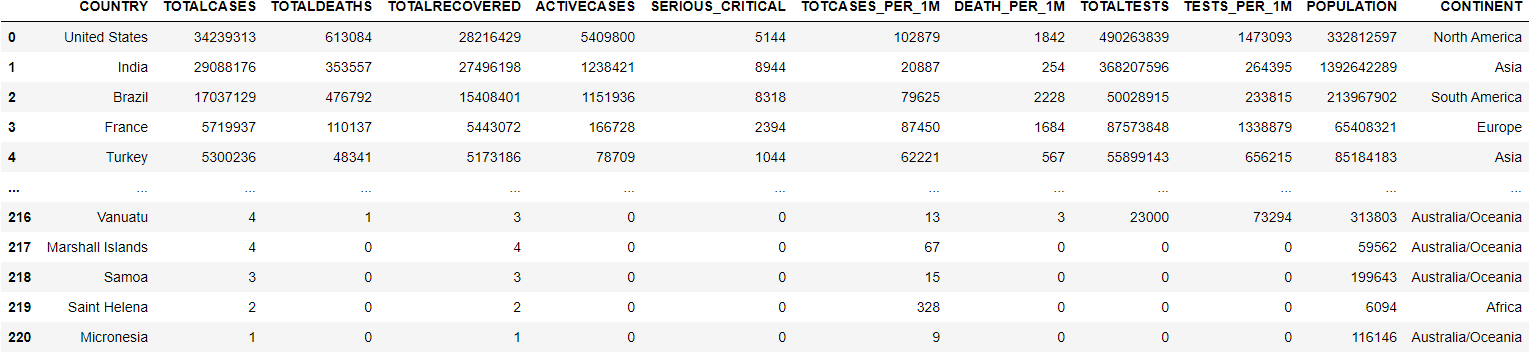 COUNTRY TOTALCASES TOTALDEATHS TOTALRECOVERED ACTIVECASES SERIOUS_CRITICAL TOTCASES_PER_1M DEATH_PER_1M TOTALTESTS TESTS_PER_1M POPULATION CONTINENT
0 United States 34239313 613084 28216429 5409800 5144 102879 1842 490263839 1473093 332812597 North America
1 India 29088176 353557 27496198 1238421 8944 20887 254 368207596 264395 1392642289 Asia
2 Brazil 17037129 476792 15408401 1151936 8318 79625 2228 50028915 233815 213967902 South America
3 France 5719937 110137 5443072 166728 2394 87450 1684 87573848 1338879 65408321 Europe
4 Turkey 5300236 48341 5173186 78709 1044 62221 567 55899143 656215 85184183 Asia
... ... ... ... ... ... ... ... ... ... ... ... ...
216 Vanuatu 4 1 3 0 0 13 3 23000 73294 313803 Australia/Oceania
217 Marshall Islands 4 0 4 0 0 67 0 0 0 59562 Australia/Oceania
218 Samoa 3 0 3 0 0 15 0 0 0 199643 Australia/Oceania
219 Saint Helena 2 0 2 0 0 328 0 0 0 6094 Africa
220 Micronesia 1 0 1 0 0 9 0 0 0 116146 Australia/Oceania